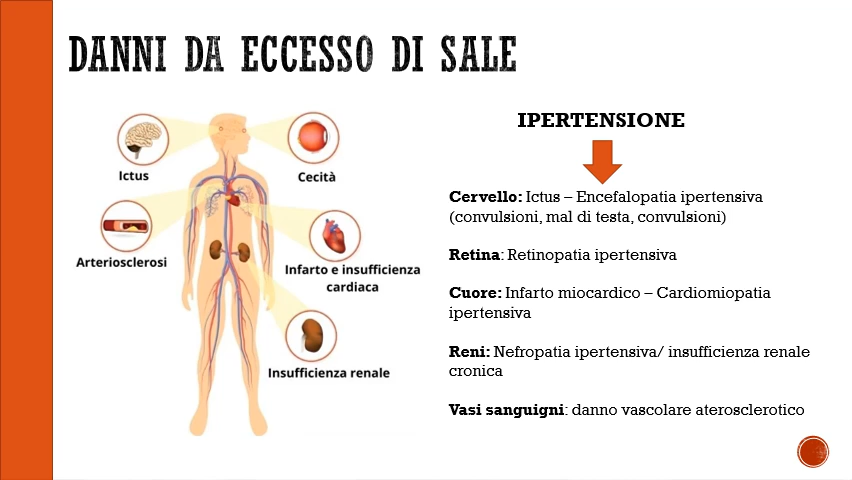 DANNI DA ECCESSO DI SALE
Ictus
Cecità
Arteriosclerosi
Infarto e insufficienza
cardiaca
Insufficienza renale
IPERTENSIONE
Cervello: Ictus – Encefalopatia ipertensiva
(convulsioni, mal di testa, convulsioni)
Retina: Retinopatia ipertensiva
Cuore: Infarto miocardico – Cardiomiopatia
ipertensiva
Reni: Nefropatia ipertensiva/ insufficienza renale
cronica
Vasi sanguigni: danno vascolare aterosclerotico